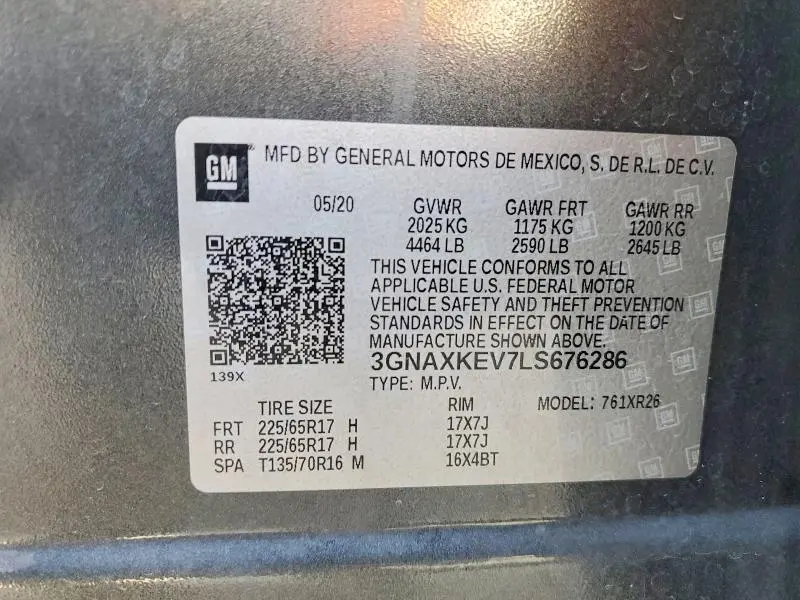 GM MFD BY GENERAL MOTORS DE MEXICO, S. DE R.L. DE C.V.
05/20 GVWR GAWR FRT GAWR RR
2025 KG 1175 KG 1200 KG
4464 LB 2590 LB 2645 LB
THIS VEHICLE CONFORMS TO ALL
APPLICABLE U.S. FEDERAL MOTOR
VEHICLE SAFETY AND THEFT PREVENTION
STANDARDS IN EFFECT ON THE DATE OF
MANUFACTURE SHOWN ABOVE.
3GNAXKEV7LS676286
139X
TYPE: M.P.V.
TIRE SIZE RIM MODEL: 761XR26
FRT 225/65R17 H 17X7J
RR 225/65R17 H 17X7J
SPA T135/70R16 M 16X4BT